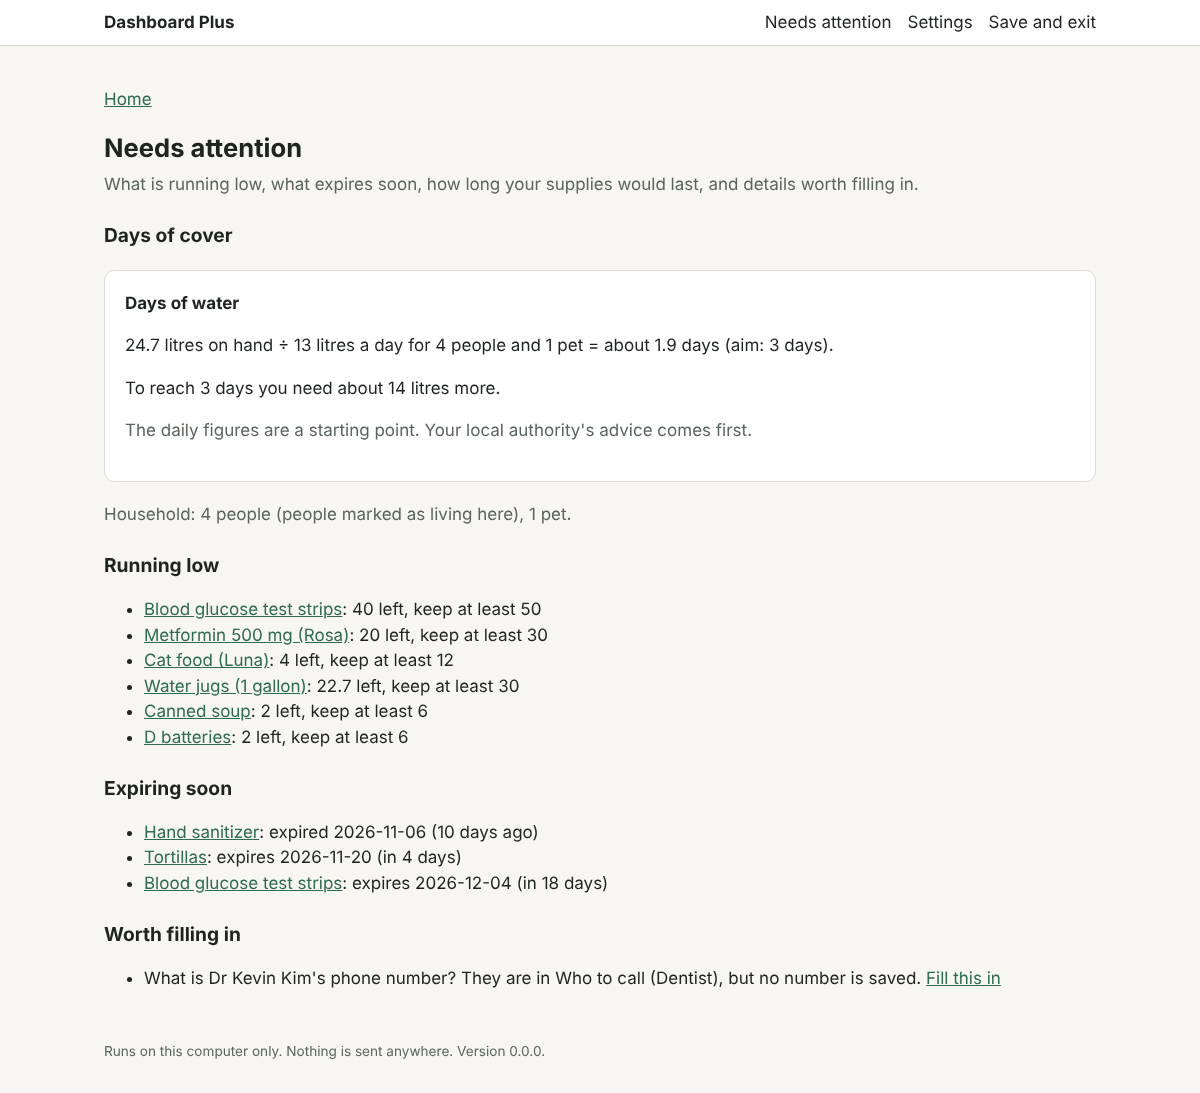 Dashboard Plus
Needs attention Settings Save and exit
Home
Needs attention
What is running low, what expires soon, how long your supplies would last, and details worth filling in.
Days of cover
Days of water
24.7 litres on hand ÷ 13 litres a day for 4 people and 1 pet = about 1.9 days (aim: 3 days).
To reach 3 days you need about 14 litres more.
The daily figures are a starting point. Your local authority's advice comes first.
Household: 4 people (people marked as living here), 1 pet.
Running low
Blood glucose test strips: 40 left, keep at least 50
Metformin 500 mg (Rosa): 20 left, keep at least 30
Cat food (Luna): 4 left, keep at least 12
Water jugs (1 gallon): 22.7 left, keep at least 30
Canned soup: 2 left, keep at least 6
D batteries: 2 left, keep at least 6
Expiring soon
Hand sanitizer: expired 2026-11-06 (10 days ago)
Tortillas: expires 2026-11-20 (in 4 days)
Blood glucose test strips: expires 2026-12-04 (in 18 days)
Worth filling in
What is Dr Kevin Kim's phone number? They are in Who to call (Dentist), but no number is saved. Fill this in
Runs on this computer only. Nothing is sent anywhere. Version 0.0.0.